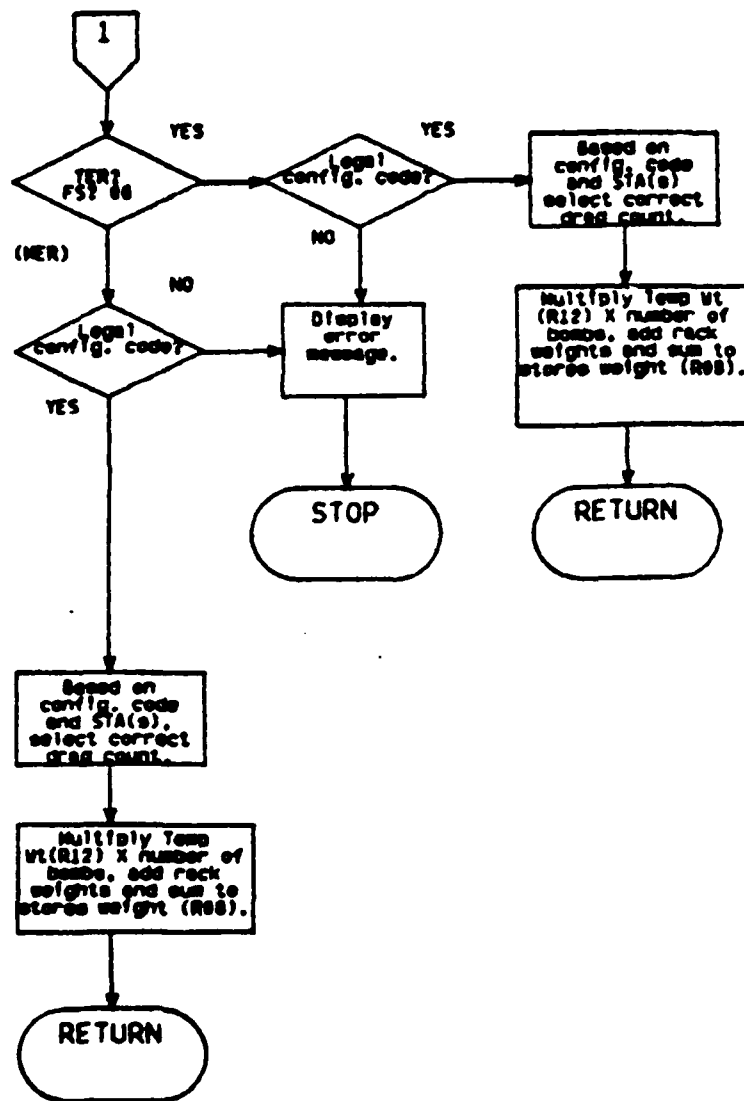 1
YES
YES
TER?
FS? 06
Legal
config. code?
Based on
config. code
and STA(s)
select correct
drag count.
(MER)
NO
NO
Legal
config. code?
Display
error
message.
Multiply Temp Wt
(R12) X number of
bombs, add rack
weights and sum to
stores weight (R08).
YES
STOP
RETURN
Based on
config. code
and STA(s),
select correct
drag count.
Multiply Temp
Wt(R12) X number of
bombs, add rack
weights and sum to
stores weight (R08).
RETURN